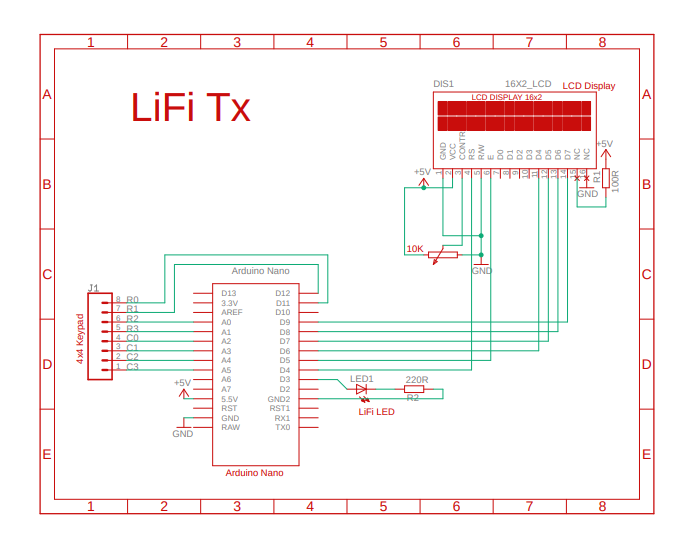 1 2 3 4 5 6 7 8
A A
B B
C C
D D
E E
LiFi Tx
DIS1 16X2_LCD LCD Display
LCD DISPLAY 16x2
GND VCC CONTR RS R/W E D0 D1 D2 D3 D4 D5 D6 D7 NC NC
1 2 3 4 5 6 7 8 9 10 11 12 13 14 15
+5V
+5V
R1
100R
GND
10K
GND
J1
4x4 Keypad
8 R0
7 R1
6 R2
5 R3
4 C0
3 C1
2 C2
1 C3
Arduino Nano
D13 D12
3.3V D11
AREF D10
A0 D9
A1 D8
A2 D7
A3 D6
A4 D5
A5 D4
A6 D3
A7 D2
5.5V GND2
RST RST1
GND RX1
RAW TX0
Arduino Nano
+5V
GND
LED1
220R
R2
LiFi LED
1 2 3 4 5 6 7 8